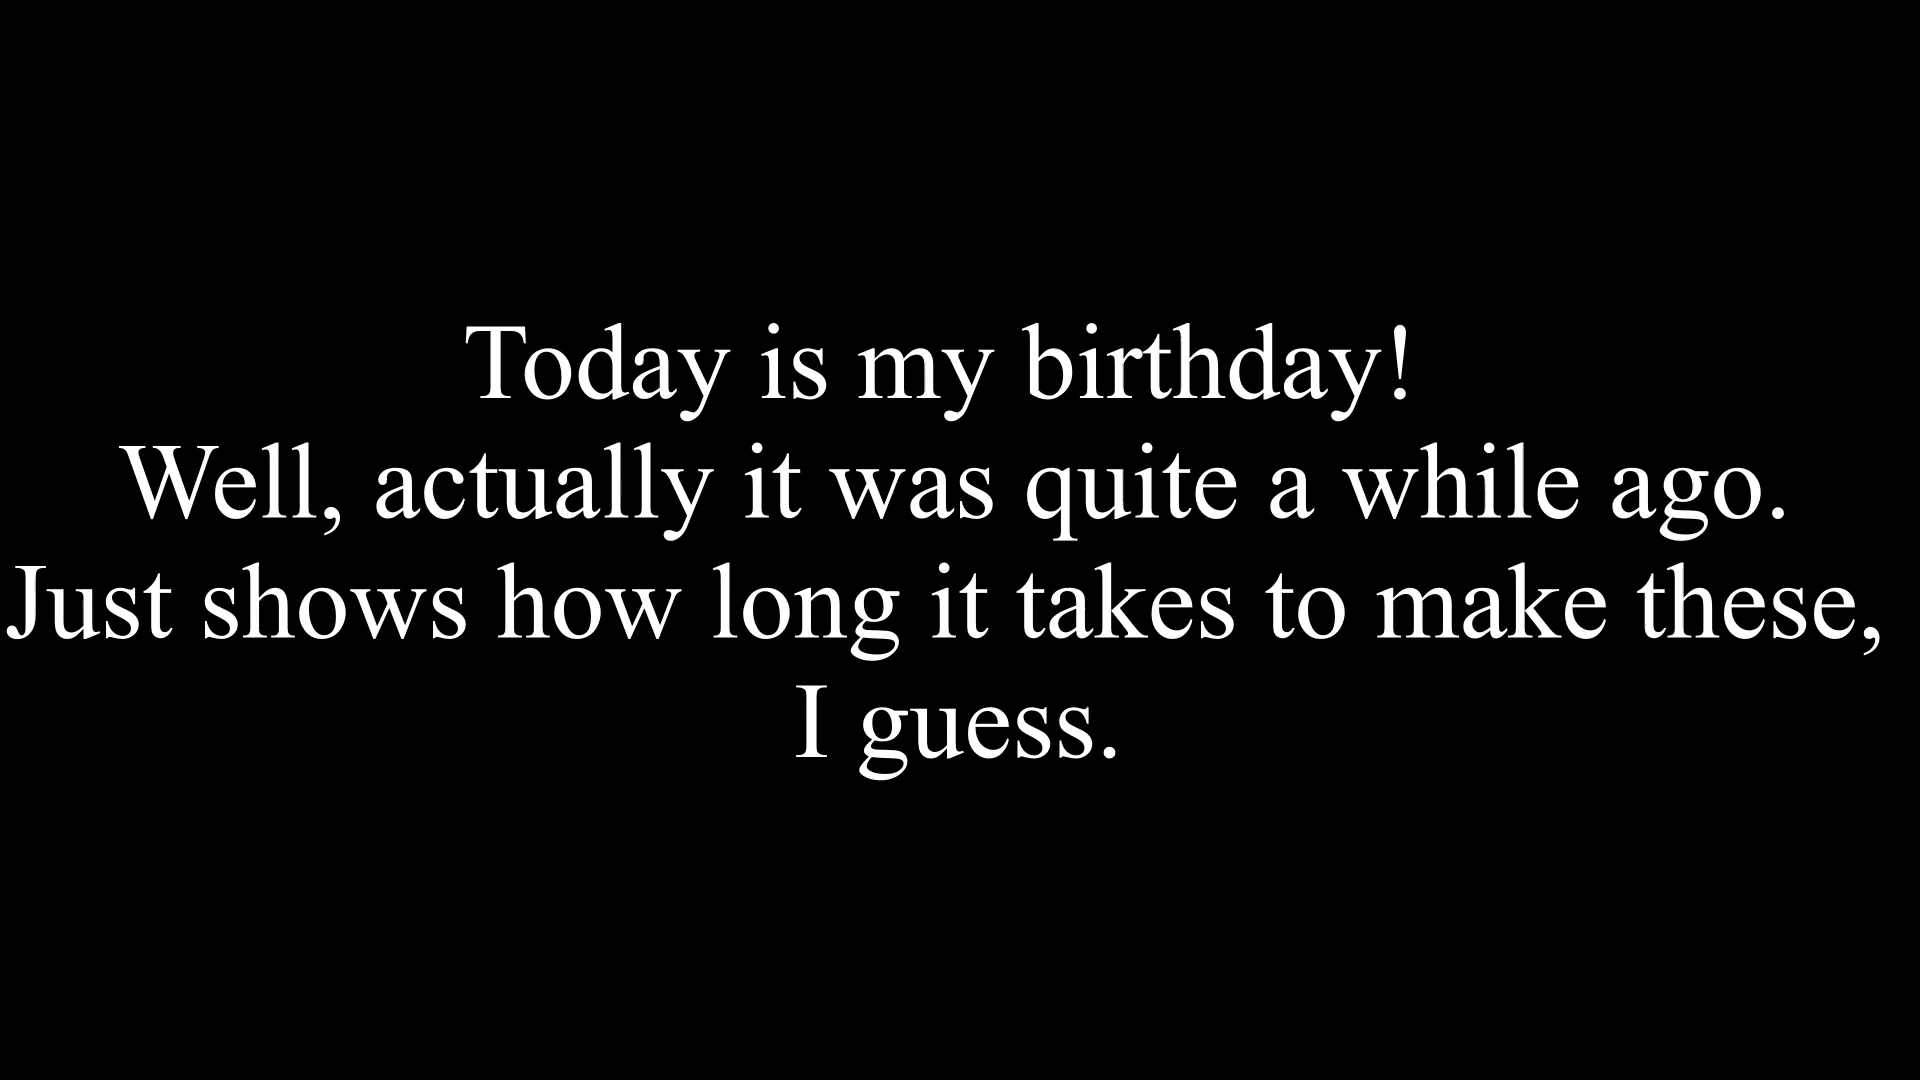 Today is my birthday!
Well, actually it was quite a while ago.
Just shows how long it takes to make these,
I guess.